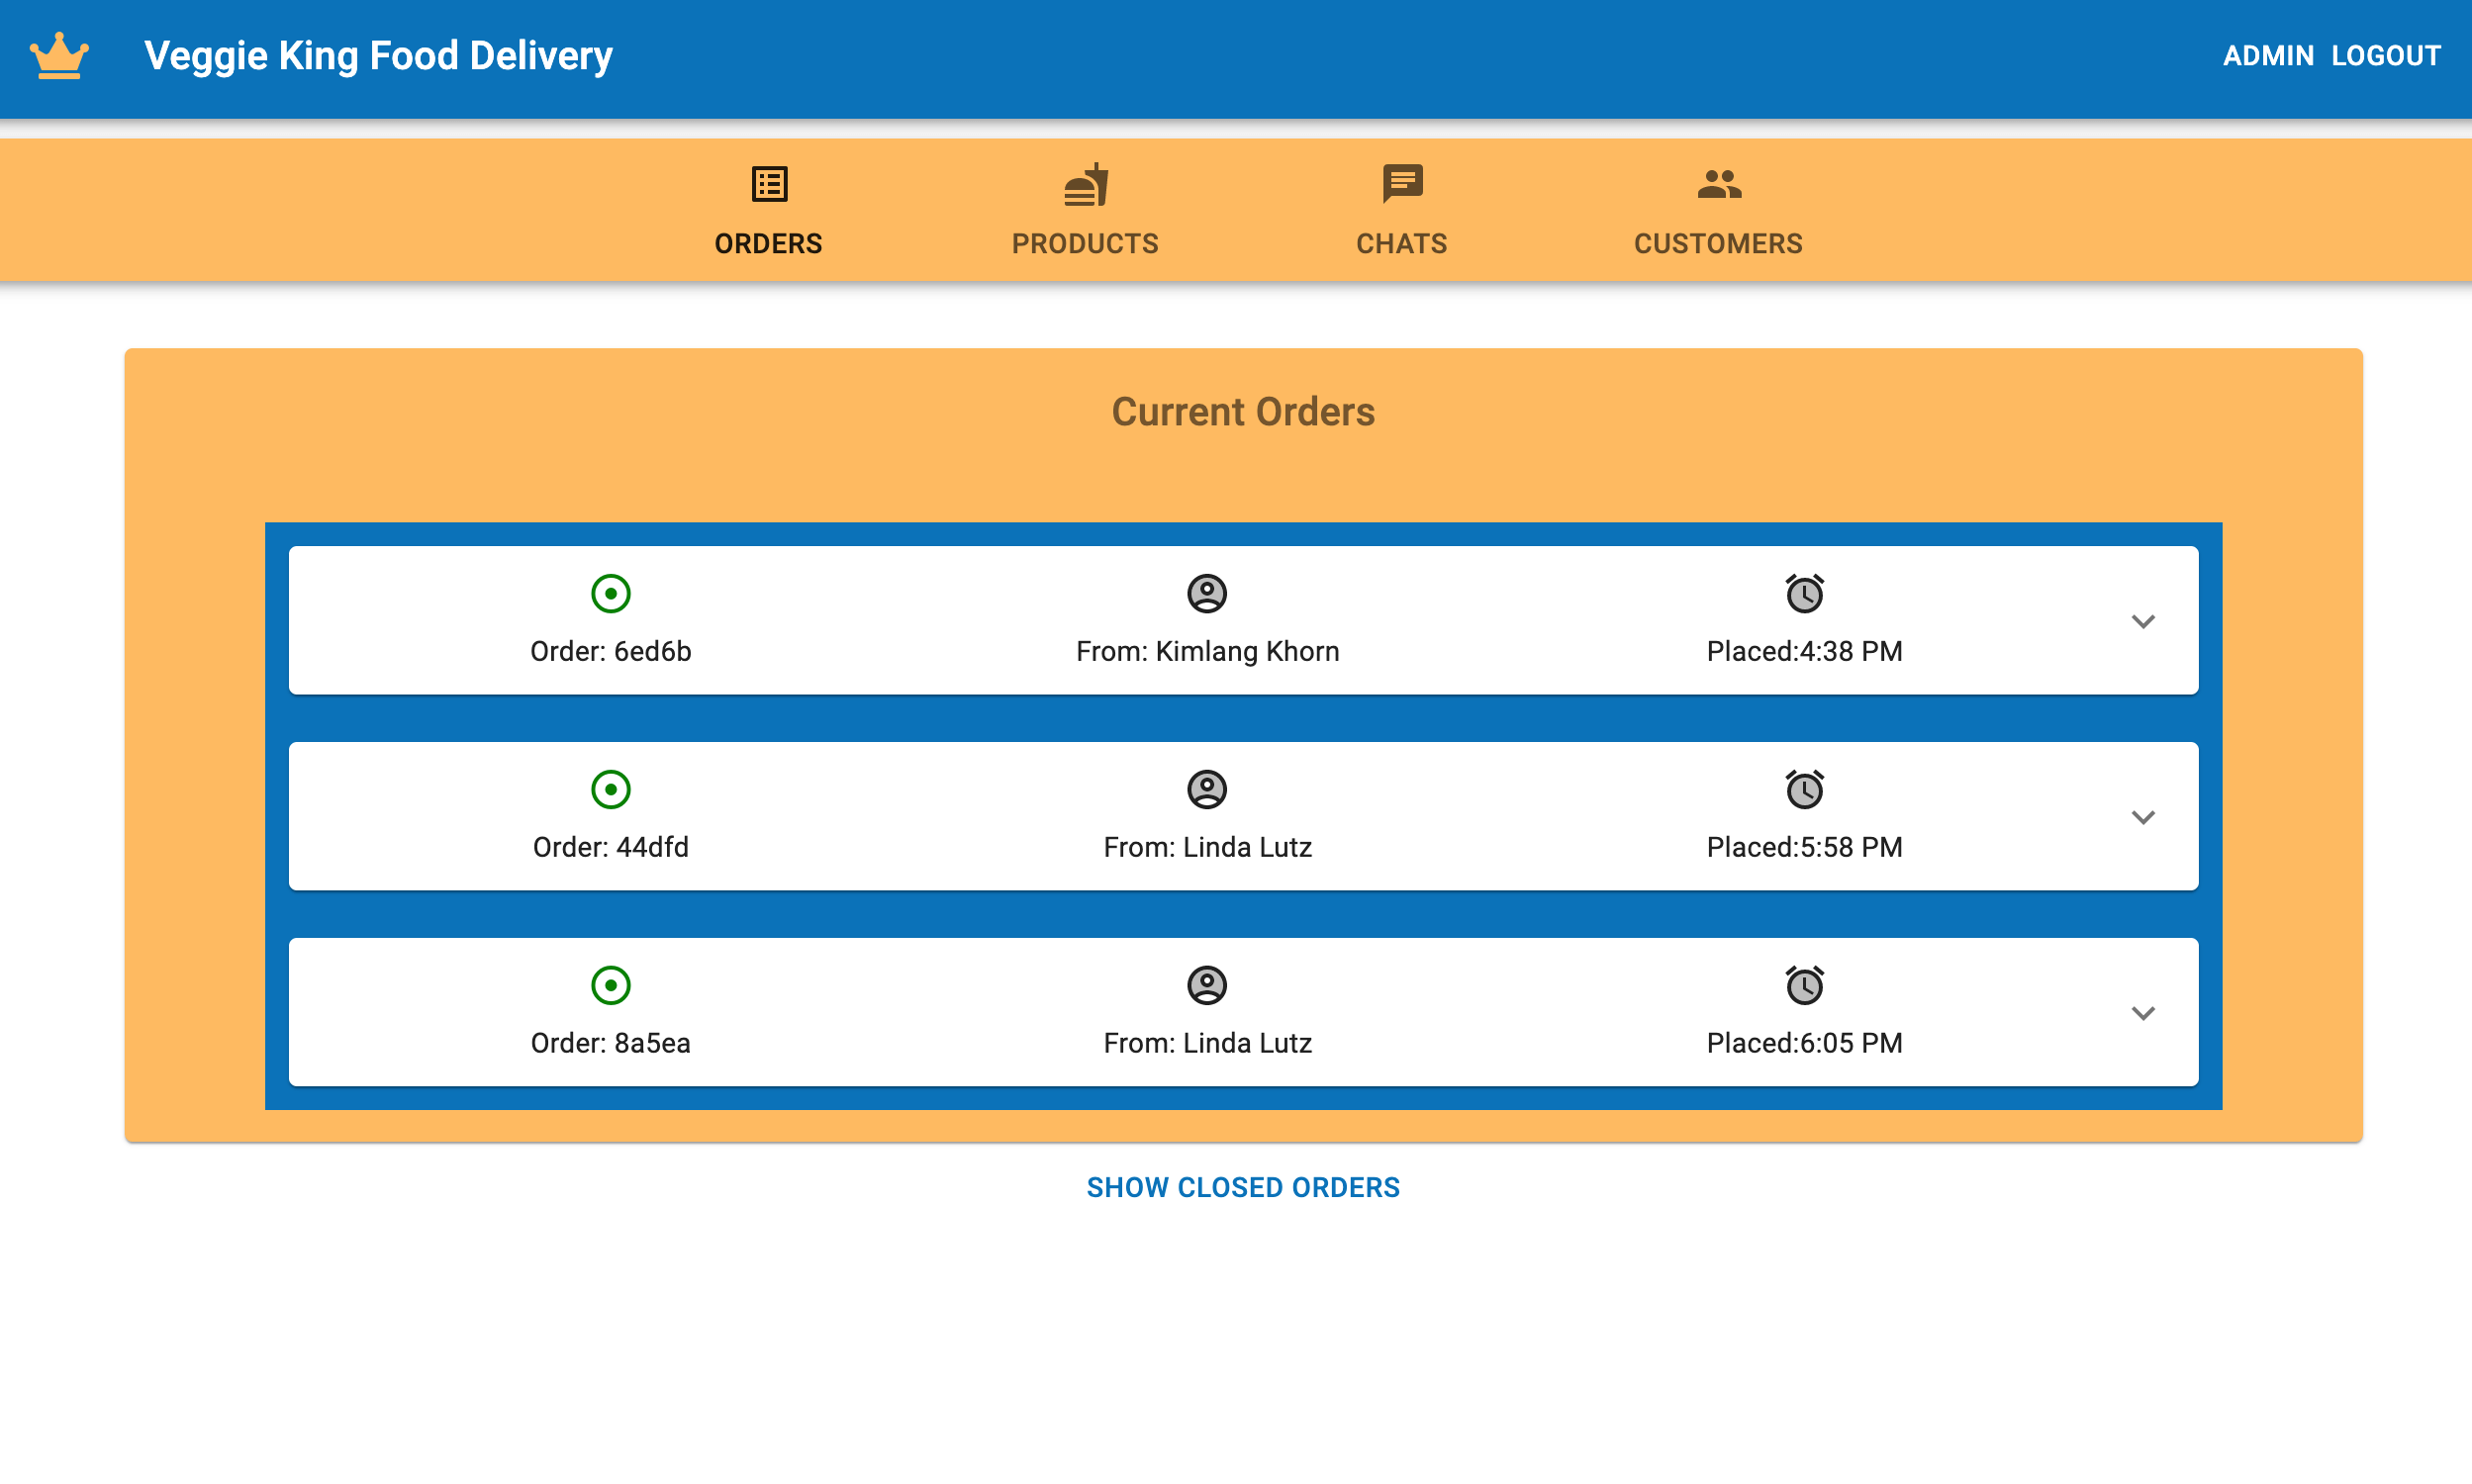 Veggie King Food Delivery
ADMIN LOGOUT
ORDERS
PRODUCTS
CHATS
CUSTOMERS
Current Orders
Order: 6ed6b
From: Kimlang Khorn
Placed:4:38 PM
Order: 44dfd
From: Linda Lutz
Placed:5:58 PM
Order: 8a5ea
From: Linda Lutz
Placed:6:05 PM
SHOW CLOSED ORDERS